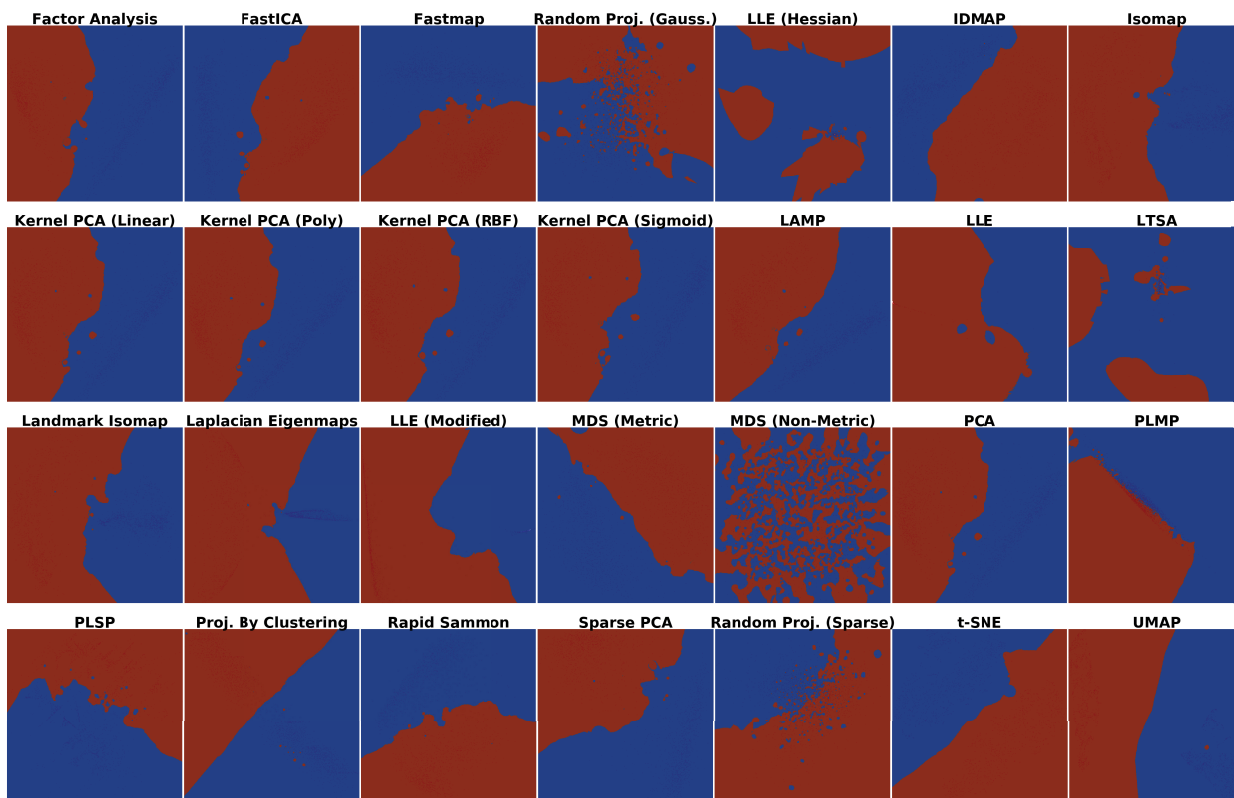 Factor Analysis FastICA Fastmap Random Proj. (Gauss.) LLE (Hessian) IDMAP Isomap
Kernel PCA (Linear) Kernel PCA (Poly) Kernel PCA (RBF) Kernel PCA (Sigmoid) LAMP LLE LTSA
Landmark Isomap Laplacian Eigenmaps LLE (Modified) MDS (Metric) MDS (Non-Metric) PCA PLMP
PLSP Proj. By Clustering Rapid Sammon Sparse PCA Random Proj. (Sparse) t-SNE UMAP